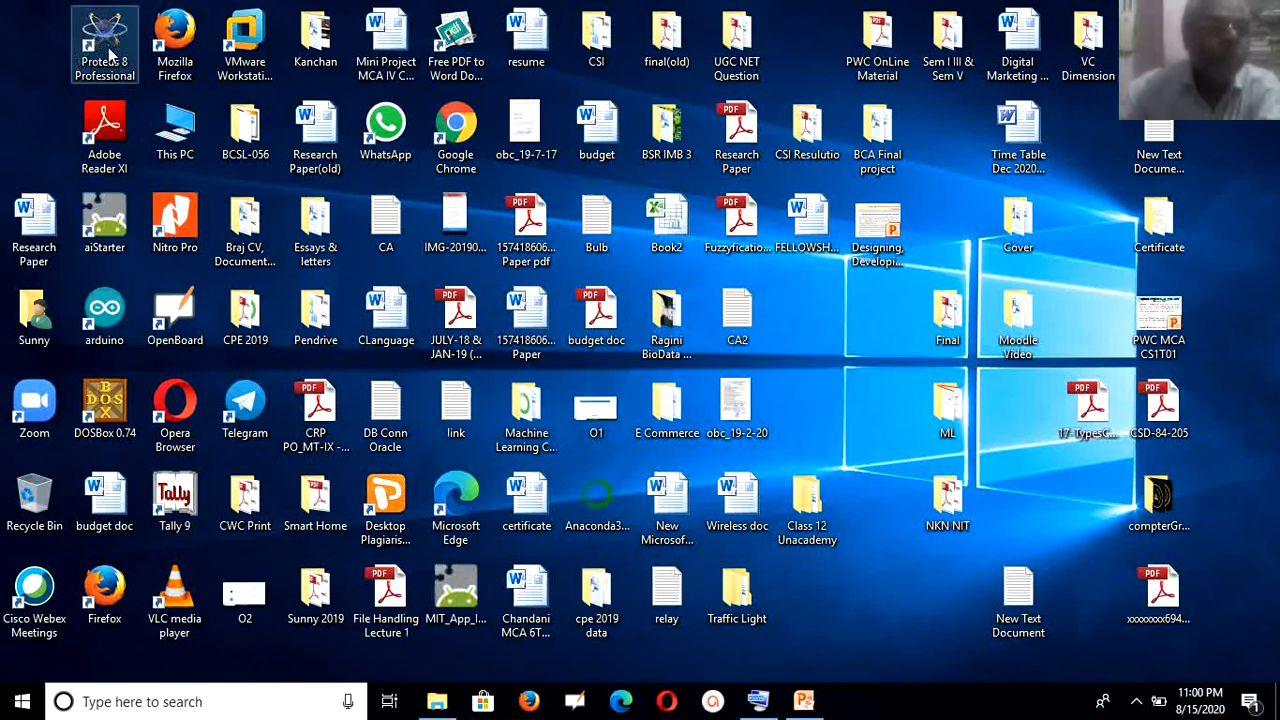 Proteus 8
Professional
Mozilla
Firefox
VMware
Workstati...
Kanchan
Mini Project
MCA IV C...
Free PDF to
Word Do...
resume
CSI
final(old)
UGC NET
Question
PWC OnLine
Material
Sem I III &
Sem V
Digital
Marketing ...
VC
Dimension
Adobe
Reader XI
This PC
BCSL-056
Research
Paper(old)
WhatsApp
Google
Chrome
obc_19-7-17
budget
BSR IMB 3
Research
Paper
CSI Resulutio
BCA Final
project
Time Table
Dec 2020...
New Text
Docume...
Research
Paper
aiStarter
Nitro Pro
Braj CV,
Document...
Essays &
letters
CA
IMG-20190...
157418606...
Paper pdf
Bulb
Book2
Fuzzyficatio...
FELLOWSH...
Designing,
Developi...
Cover
Certificate
Sunny
arduino
OpenBoard
CPE 2019
Pendrive
CLanguage
JULY-18 &
JAN-19 (...
157418606...
Paper
budget doc
Ragini
BioData ...
CA2
Final
Moodle
Video
PWC MCA
CS1T01
Zoom
DOSBox 0.74
Opera
Browser
Telegram
CRP
PO_MT-IX -...
DB Conn
Oracle
link
Machine
Learning C...
O1
E Commerce
obc_19-2-20
ML
17-TypesC...
CSD-84-205
Recycle Bin
budget doc
Tally 9
CWC Print
Smart Home
Desktop
Plagiaris...
Microsoft
Edge
certificate
Anaconda3...
New
Microsof...
Wireless doc
Class 12
Unacademy
NKN NIT
compterGr...
Cisco Webex
Meetings
Firerox
VLC media
player
O2
Sunny 2019
File Handling
Lecture 1
MIT_App_I...
Chandani
MCA 6T...
cpe 2019
data
relay
Traffic Light
New Text
Document
xxxxxxxx694...
Type here to search
:00 PM
8/15/2020